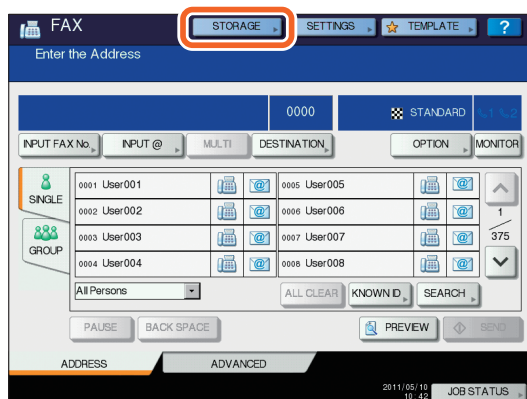 FAX STORAGE SETTINGS TEMPLATE ?
Enter the Address
0000 STANDARD 1 2
INPUT FAX No. INPUT @ MULTI DESTINATION OPTION MONITOR
SINGLE
GROUP
0001 User001 @ 0005 User005 @
0002 User002 @ 0006 User006 @
0003 User003 @ 0007 User007 @
0004 User004 @ 0008 User008 @
1
375
All Persons ALL CLEAR KNOWN ID SEARCH
PAUSE BACK SPACE PREVIEW SEND
ADDRESS ADVANCED
2011/05/10
10:42 JOB STATUS